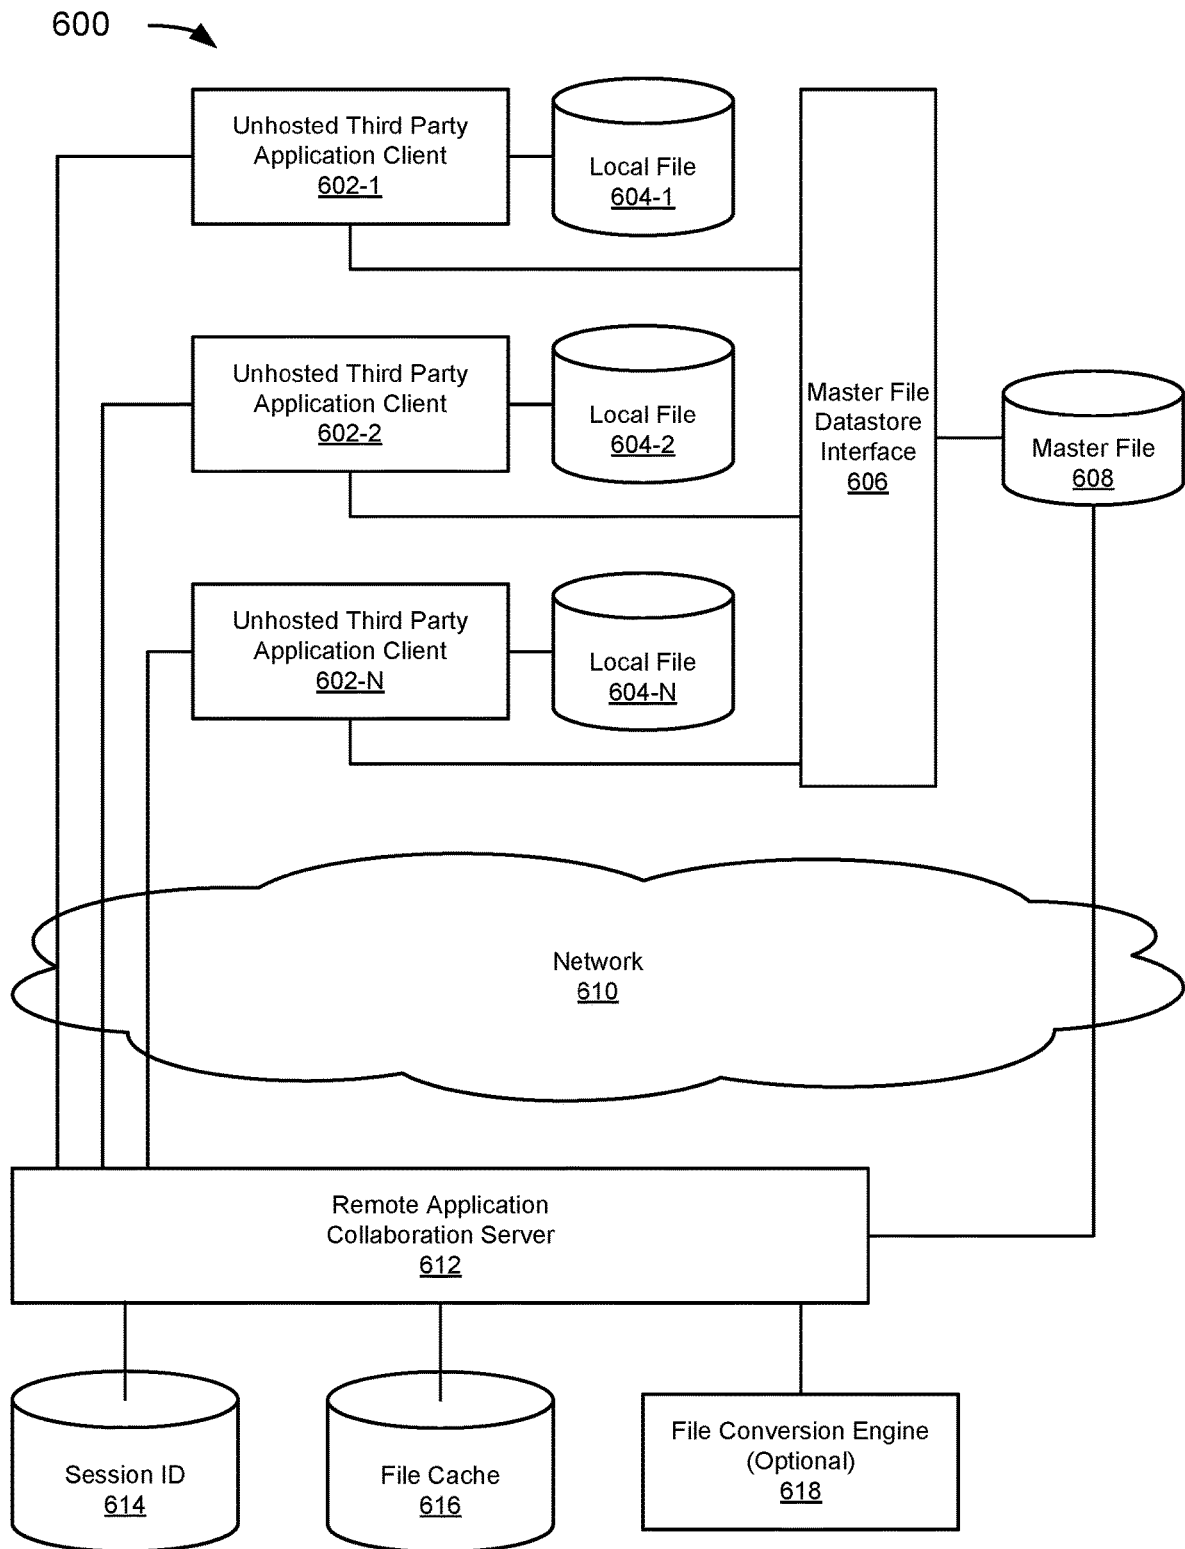 600
Unhosted Third Party
Application Client
602-1
Local File
604-1
Unhosted Third Party
Application Client
602-2
Local File
604-2
Master File
Datastore
Interface
606
Master File
608
Unhosted Third Party
Application Client
602-N
Local File
604-N
Network
610
Remote Application
Collaboration Server
612
Session ID
614
File Cache
616
File Conversion Engine
(Optional)
618